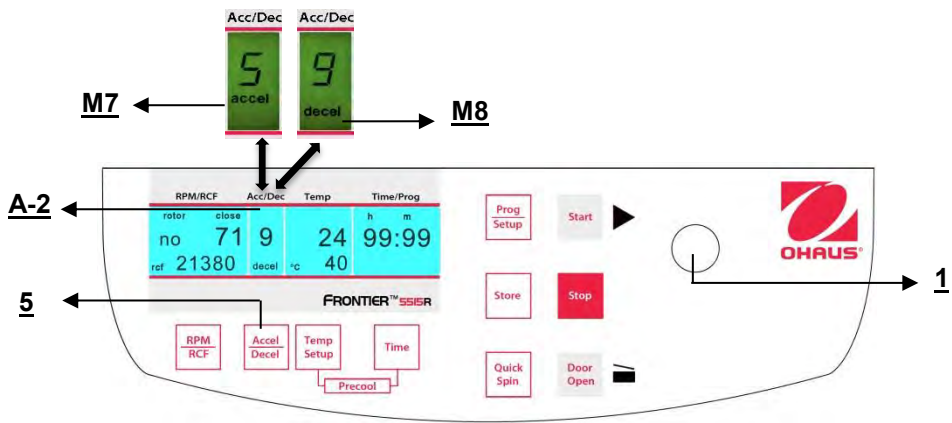 Acc/Dec Acc/Dec
5 9
accel decel
M7 M8
RPM/RCF Acc/Dec Temp Time/Prog
A-2
rotor close h m
no 71 9 24 99:99
rcf 21380 decel °C 40
FRONTIER™ 5515R
5
RPM
RCF
Accel
Decel
Temp
Setup
Time
Precool
Prog
Setup
Start
Store
Stop
Quick
Spin
Door
Open
OHAUS®
1